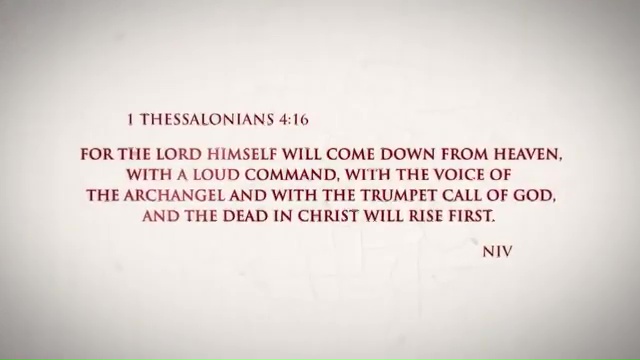 1 THESSALONIANS 4:16
FOR THE LORD HIMSELF WILL COME DOWN FROM HEAVEN,
WITH A LOUD COMMAND, WITH THE VOICE OF
THE ARCHANGEL AND WITH THE TRUMPET CALL OF GOD,
AND THE DEAD IN CHRIST WILL RISE FIRST.
NIV